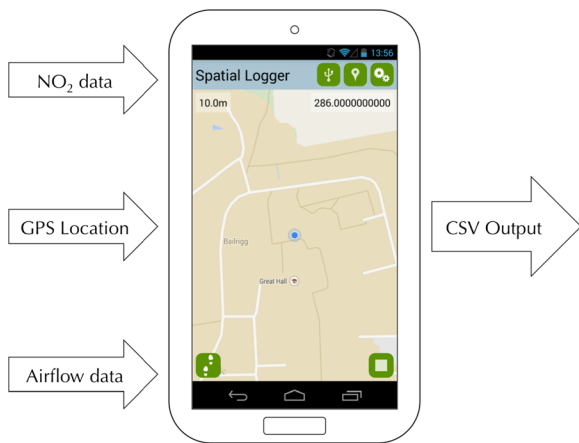 NO₂ data
GPS Location
Airflow data
13:56
Spatial Logger
10.0m
286.0000000000
Bailrigg
Great Hall
CSV Output